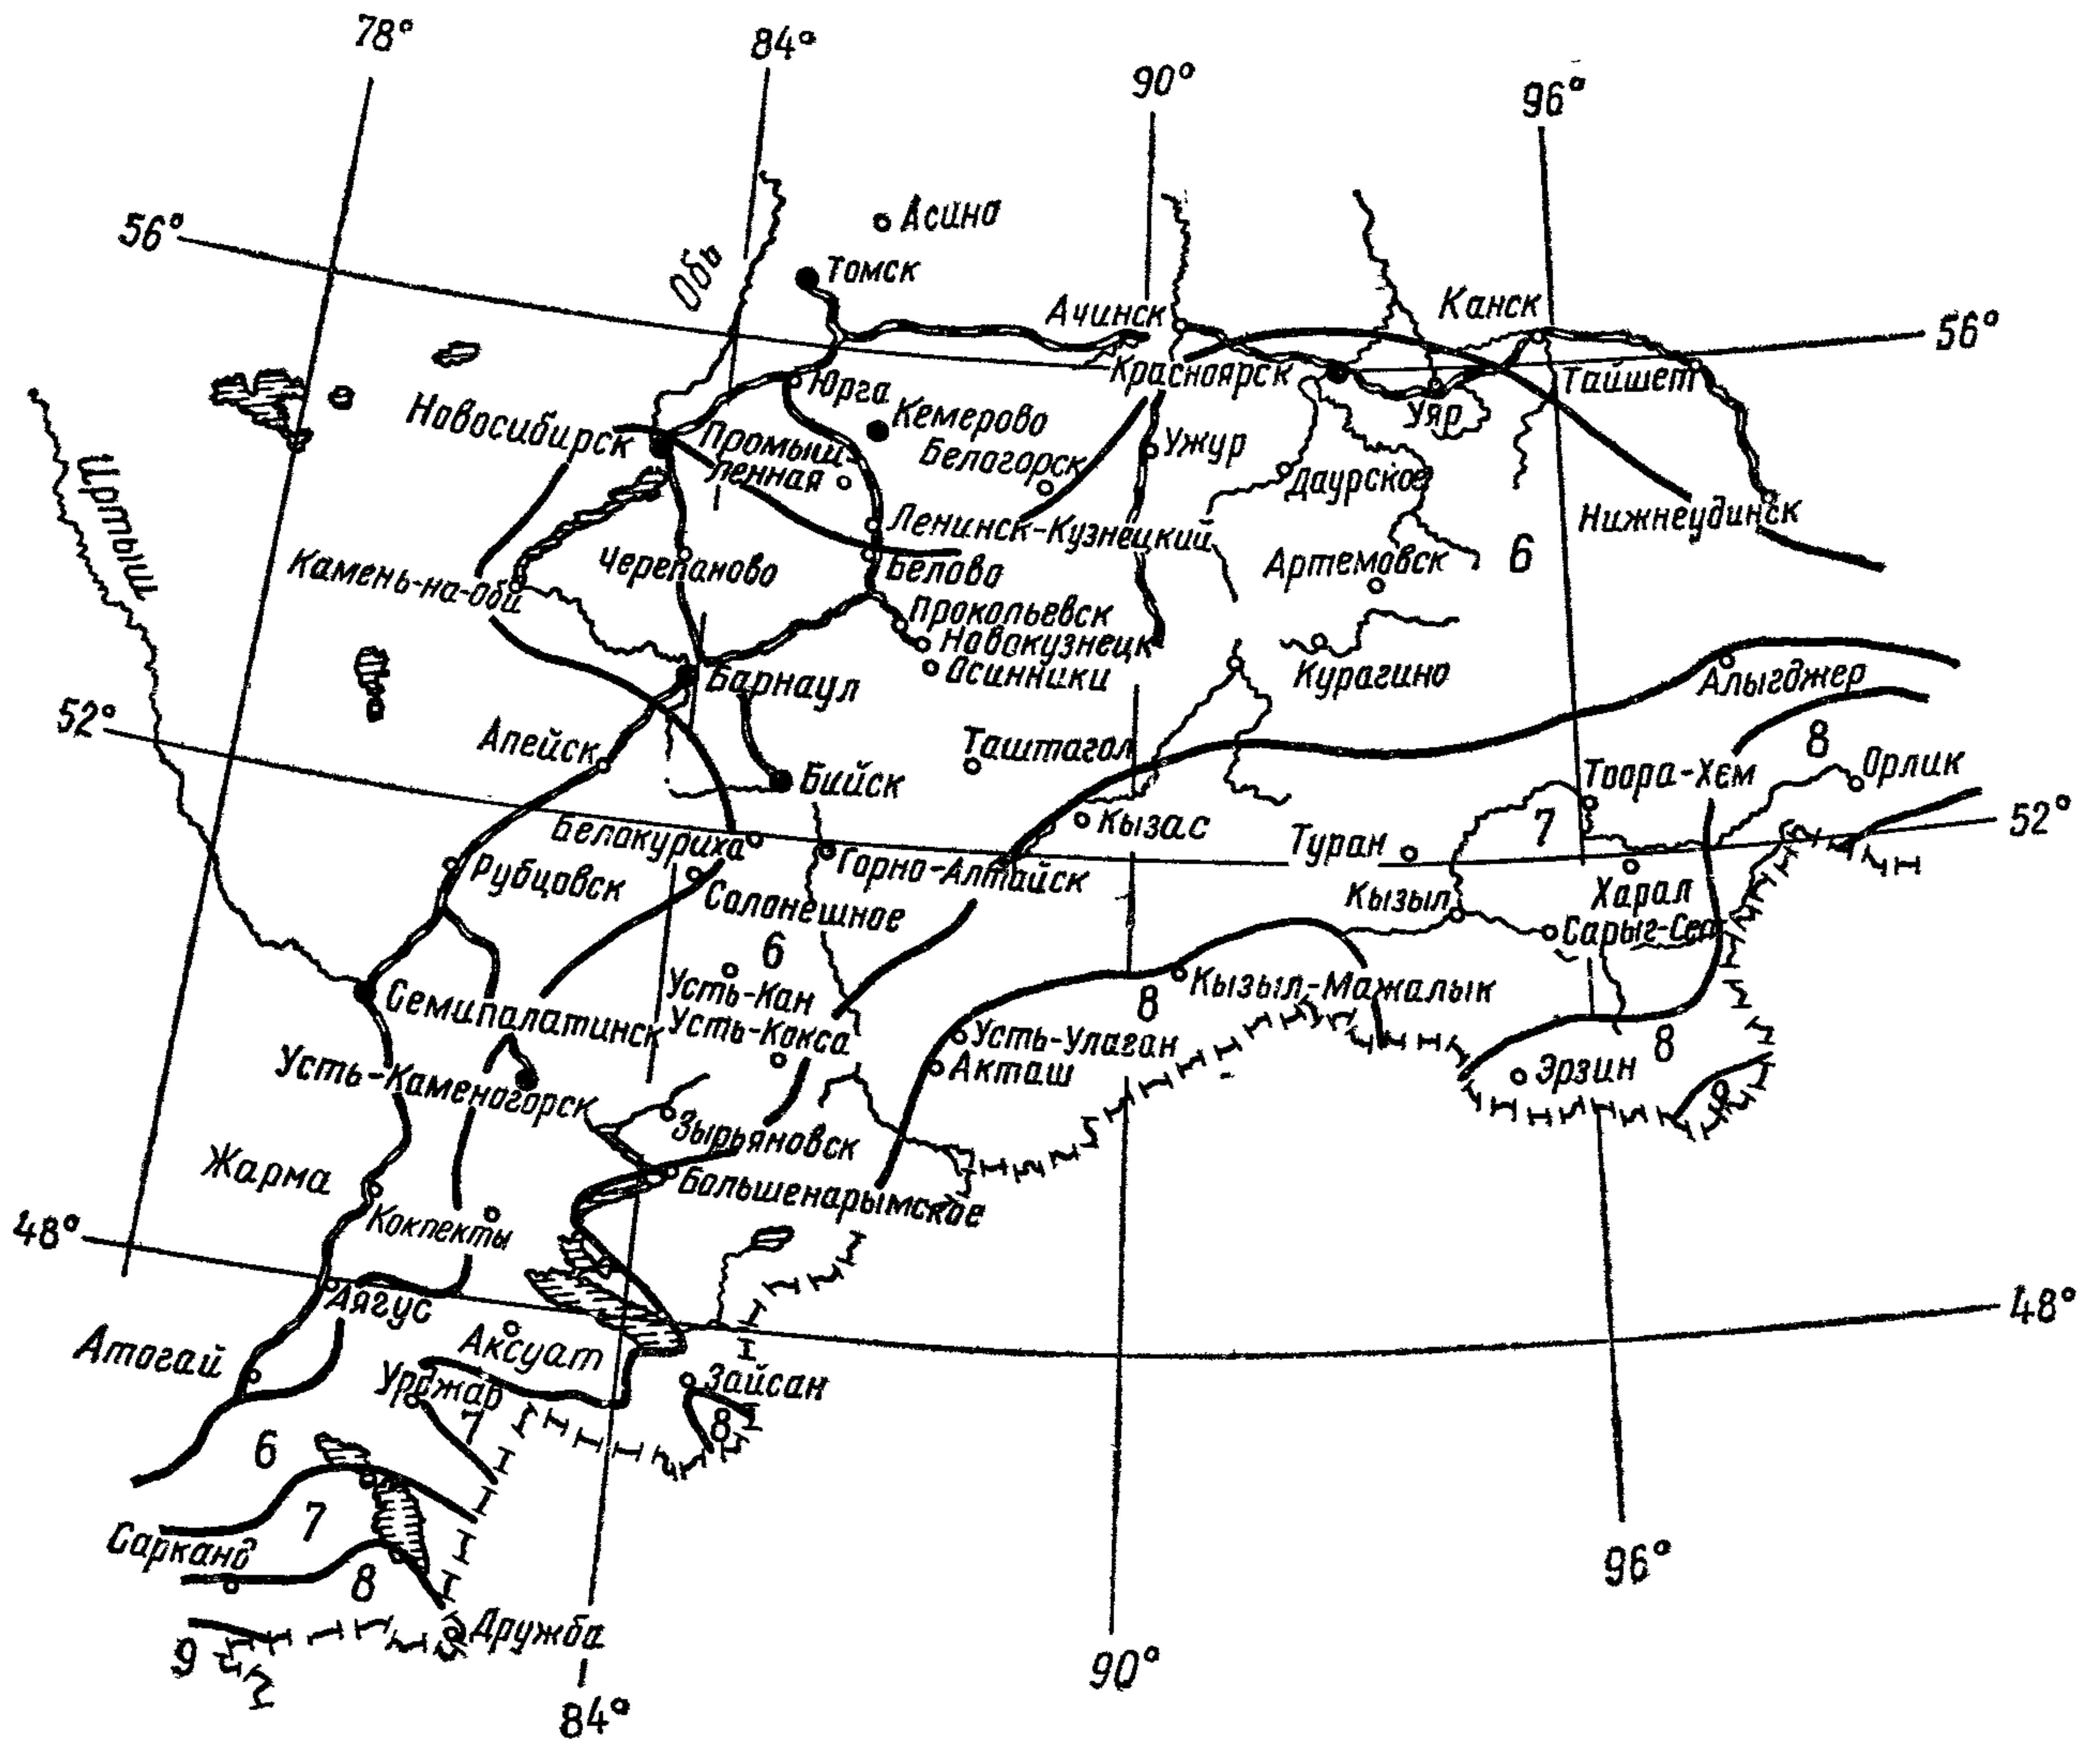 78°
84°
90°
96°
56°
Асино
Обь
Томск
Ачинск
Канск
56°
Красноярск
Тайшет
Юрга
Новосибирск
Кемерово
Уяр
Промыш-
ленная
Белогорск
Ужур
Даурское
Иртыш
Ленинск-Кузнецкий
Нижнеудинск
Камень-на-Оби
Черепаново
Белово
Артемовск
6
Прокопьевск
Новокузнецк
Осинники
Курагино
Барнаул
Алыгджер
52°
Алейск
Таштагол
8
Бийск
Тоора-Хем
Орлик
Белокуриха
Кызас
Туран
7
52°
Рубцовск
Горно-Алтайск
Солонешное
Кызыл
Харал
Сарыг-Сеп
6
Усть-Кан
Семипалатинск
Усть-Кокса
8
Кызыл-Мажалык
Усть-Улаган
8
Усть-Каменогорск
Акташ
Эрзин
9
Зырьяновск
Жарма
Большенарымское
48°
Кокпекты
Аягус
48°
Аксуат
Атогай
Урджар
Зайсан
7
8
6
7
Сарканд
8
96°
Дружба
9
90°
84°